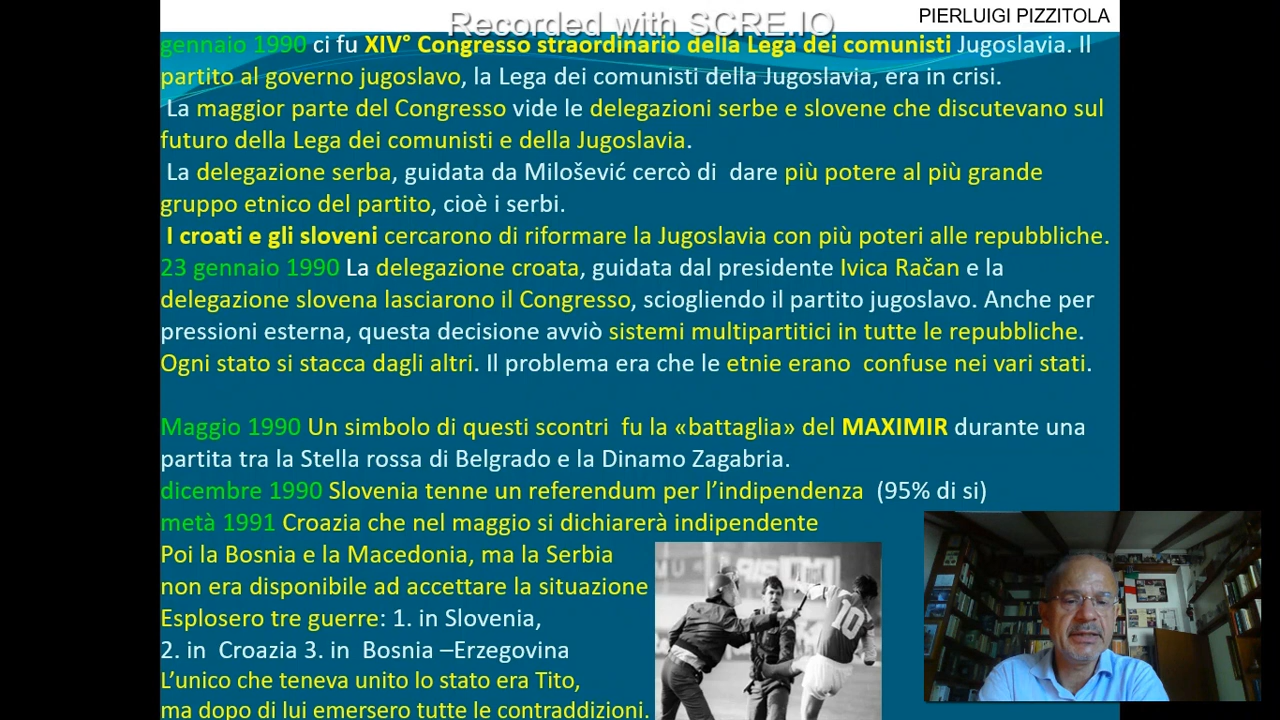 Recorded with SCRE.IO
PIERLUIGI PIZZITOLA
gennaio 1990 ci fu XIV° Congresso straordinario della Lega dei comunisti Jugoslavia. Il
partito al governo jugoslavo, la Lega dei comunisti della Jugoslavia, era in crisi.
La maggior parte del Congresso vide le delegazioni serbe e slovene che discutevano sul
futuro della Lega dei comunisti e della Jugoslavia.
La delegazione serba, guidata da Milošević cercò di dare più potere al più grande
gruppo etnico del partito, cioè i serbi.
I croati e gli sloveni cercarono di riformare la Jugoslavia con più poteri alle repubbliche.
23 gennaio 1990 La delegazione croata, guidata dal presidente Ivica Račan e la
delegazione slovena lasciarono il Congresso, sciogliendo il partito jugoslavo. Anche per
pressioni esterna, questa decisione avviò sistemi multipartitici in tutte le repubbliche.
Ogni stato si stacca dagli altri. Il problema era che le etnie erano confuse nei vari stati.
Maggio 1990 Un simbolo di questi scontri fu la «battaglia» del MAXIMIR durante una
partita tra la Stella rossa di Belgrado e la Dinamo Zagabria.
dicembre 1990 Slovenia tenne un referendum per l'indipendenza (95% di si)
metà 1991 Croazia che nel maggio si dichiarerà indipendente
Poi la Bosnia e la Macedonia, ma la Serbia
non era disponibile ad accettare la situazione
Esplosero tre guerre: 1. in Slovenia,
2. in Croazia 3. in Bosnia –Erzegovina
L'unico che teneva unito lo stato era Tito,
ma dopo di lui emersero tutte le contraddizioni.
10